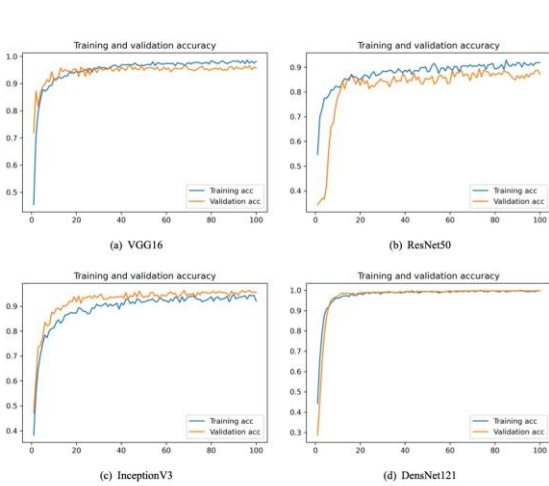 Training and validation accuracy
1.0
0.9
0.8
0.7
0.6
0.5
Training acc
Validation acc
0 20 40 60 80 100
(a) VGG16
Training and validation accuracy
0.9
0.8
0.7
0.6
0.5
0.4
Training acc
Validation acc
0 20 40 60 80 100
(b) ResNet50
Training and validation accuracy
0.9
0.8
0.7
0.6
0.5
0.4
Training acc
Validation acc
0 20 40 60 80 100
(c) InceptionV3
Training and validation accuracy
1.0
0.9
0.8
0.7
0.6
0.5
0.4
0.3
Training acc
Validation acc
0 20 40 60 80 100
(d) DensNet121